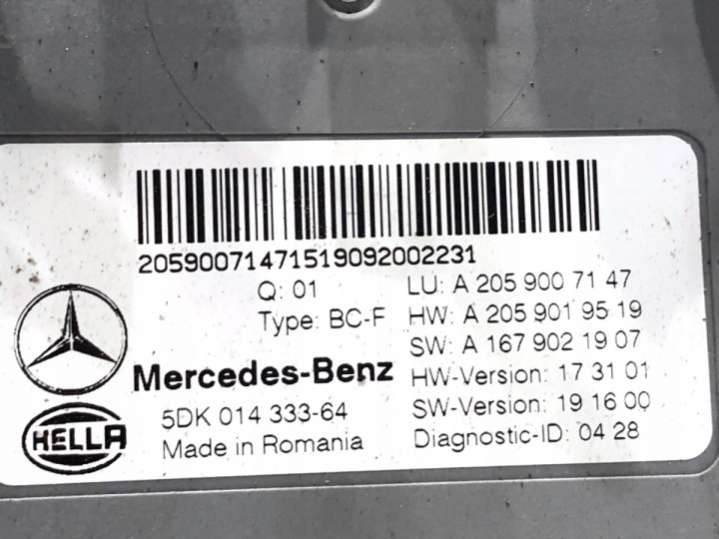 205900714715190920022231
Q: 01
LU: A 205 900 71 47
Type: BC-F
HW: A 205 901 95 19
SW: A 167 902 19 07
Mercedes-Benz
HW-Version: 17 31 01
5DK 014 333-64
SW-Version: 19 16 00
HELLA
Made in Romania
Diagnostic-ID: 04 28